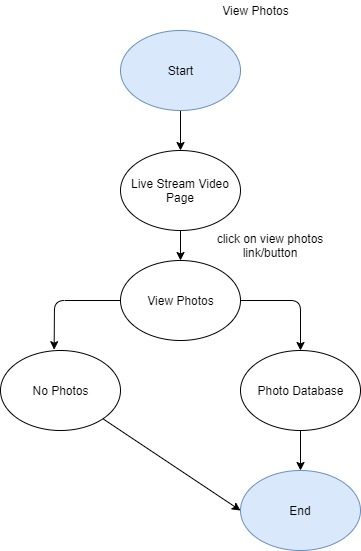 View Photos
Start
Live Stream Video
Page
click on view photos
link/button
View Photos
No Photos
Photo Database
End